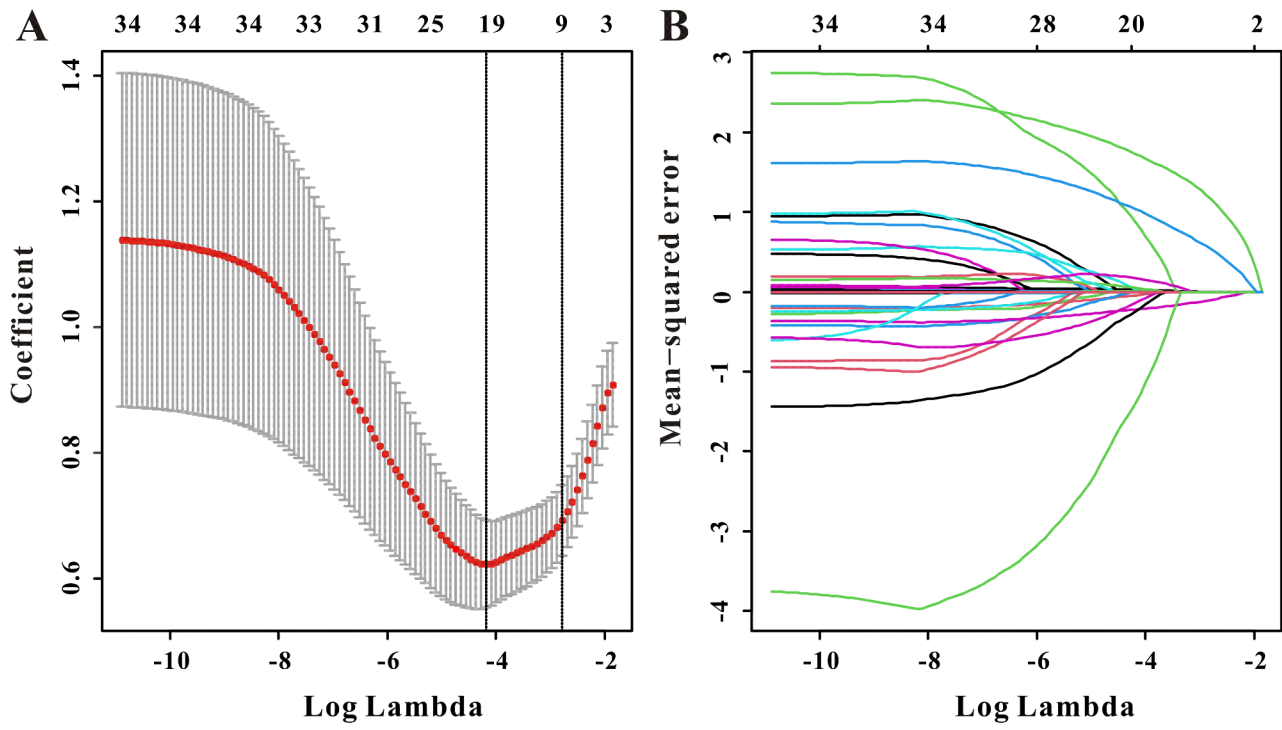 A
34 34 34 33 31 25 19 9 3
Coefficient
1.4
1.2
1.0
0.8
0.6
-10 -8 -6 -4 -2
Log Lambda
B
34 34 28 20 2
Mean-squared error
3
2
1
0
-1
-2
-3
-4
-10 -8 -6 -4 -2
Log Lambda